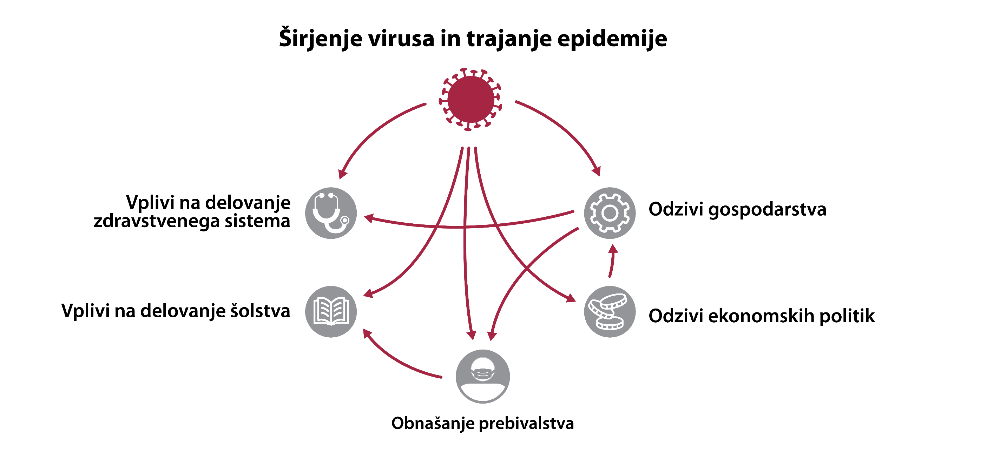 Širjenje virusa in trajanje epidemije
Vplivi na delovanje
zdravstvenega sistema
Odzivi gospodarstva
Vplivi na delovanje šolstva
Odzivi ekonomskih politik
Obnašanje prebivalstva